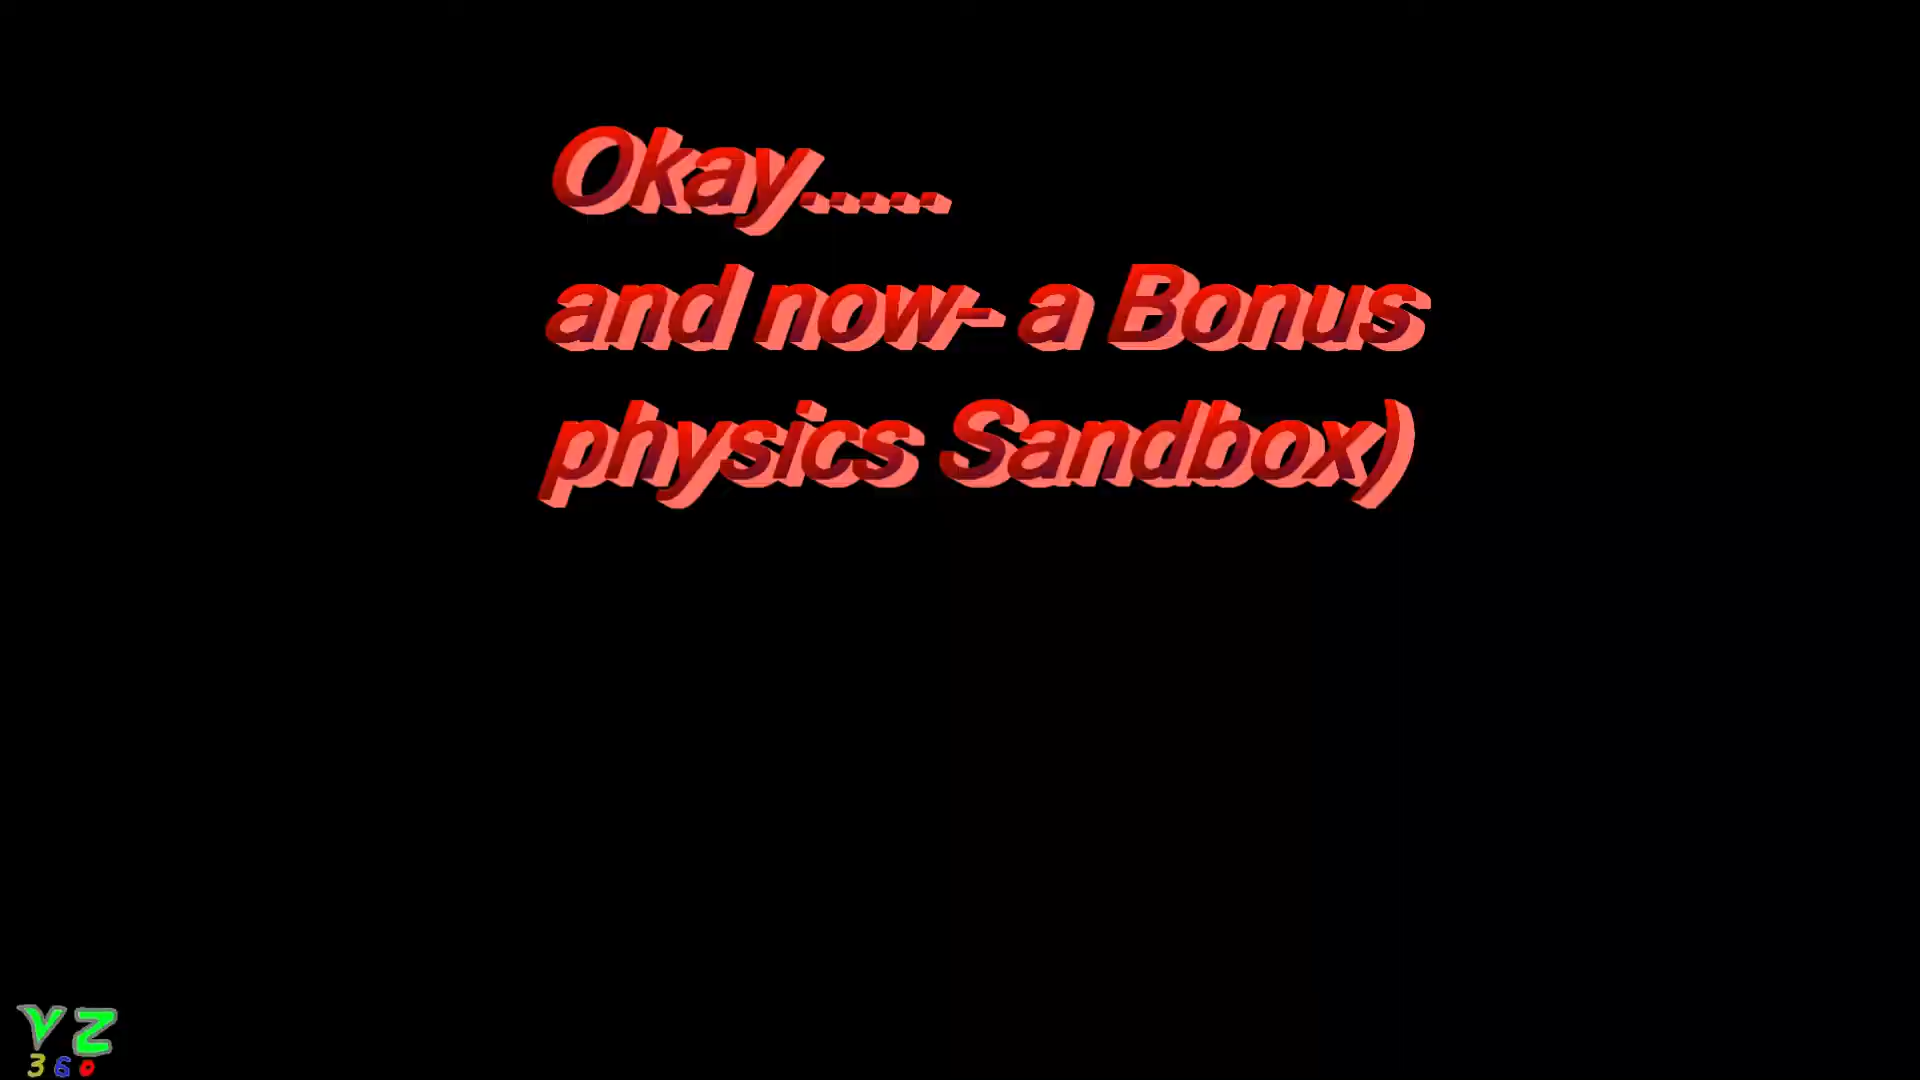 Okay.....
and now- a Bonus
physics Sandbox)
YZ
360